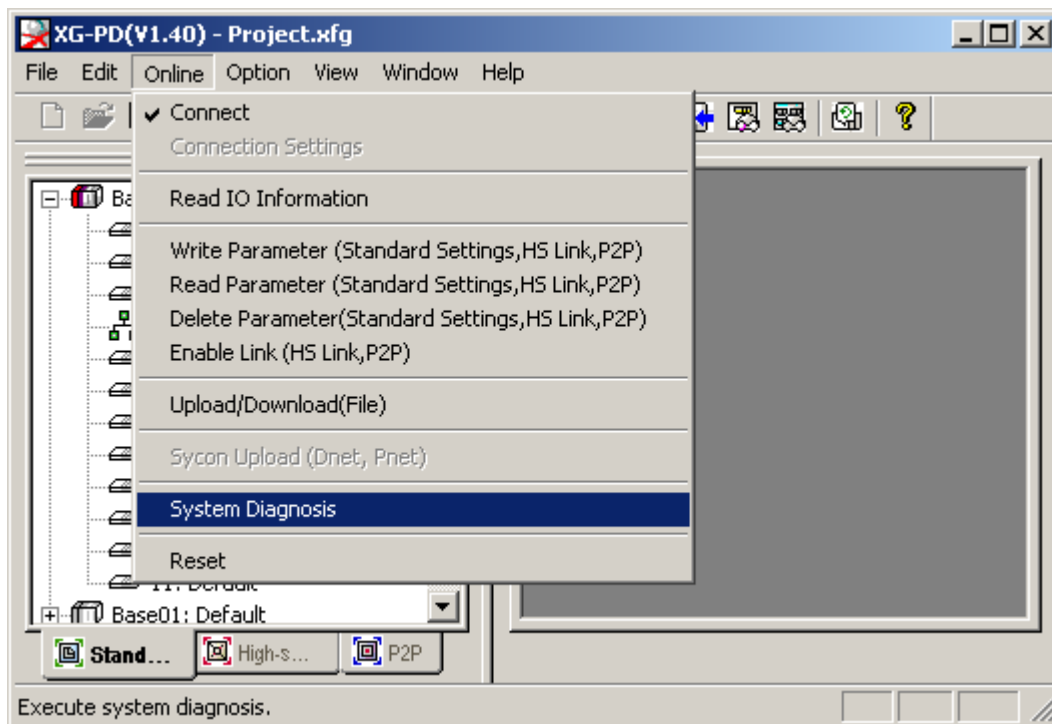 XG-PD(V1.40) - Project.xfg
File Edit Online Option View Window Help
Connect
Connection Settings
Read IO Information
Write Parameter (Standard Settings,HS Link,P2P)
Read Parameter (Standard Settings,HS Link,P2P)
Delete Parameter(Standard Settings,HS Link,P2P)
Enable Link (HS Link,P2P)
Upload/Download(File)
Sycon Upload (Dnet, Pnet)
System Diagnosis
Reset
Ba
11: Default
Base01: Default
Stand... High-s... P2P
Execute system diagnosis.